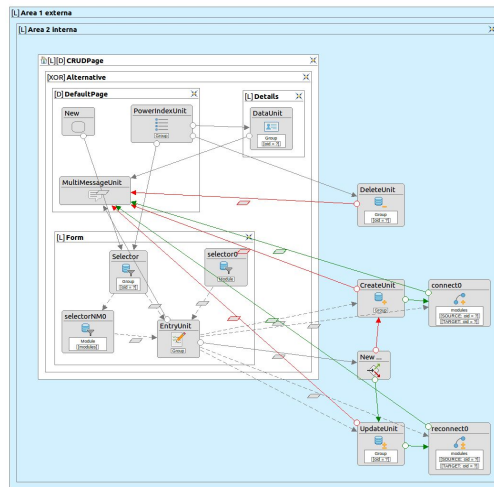 [L] Area 1 externa
[L] Area 2 interna
[L][D] CRUDPage
[XOR] Alternative
[D] DefaultPage
[L] Details
New
PowerIndexUnit
Group
DataUnit
Group
[oid = ?]
MultiMessageUnit
DeleteUnit
Group
[oid = ?]
[L] Form
Selector
Group
[oid = ?]
selector0
Module
selectorNM0
Module
[modules]
EntryUnit
Group
CreateUnit
Group
connect0
modules
[SOURCE, oid = ?]
[TARGET, oid = ?]
New ...
UpdateUnit
Group
[oid = ?]
reconnect0
modules
[SOURCE, oid = ?]
[TARGET, oid = ?]